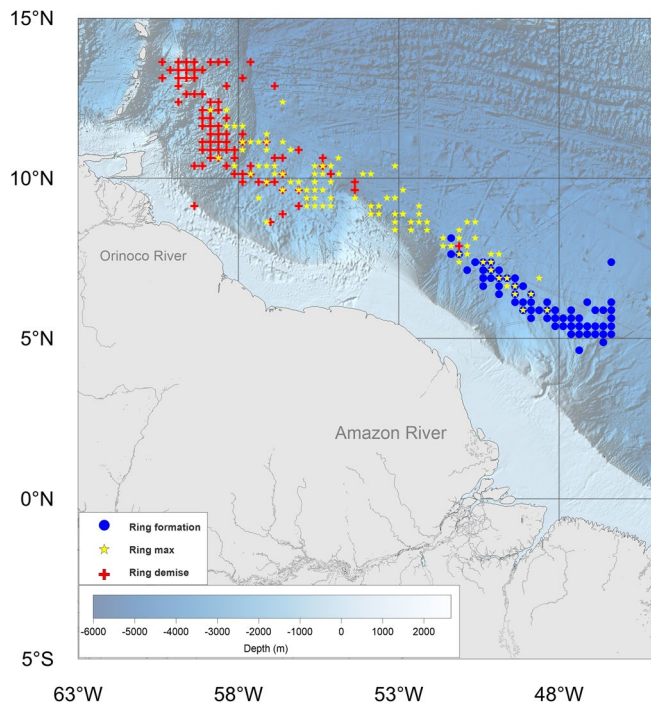 15°N
10°N
Orinoco River
5°N
Amazon River
0°N
Ring formation
Ring max
Ring demise
-6000 -5000 -4000 -3000 -2000 -1000 0 1000 2000
Depth (m)
5°S
63°W 58°W 53°W 48°W